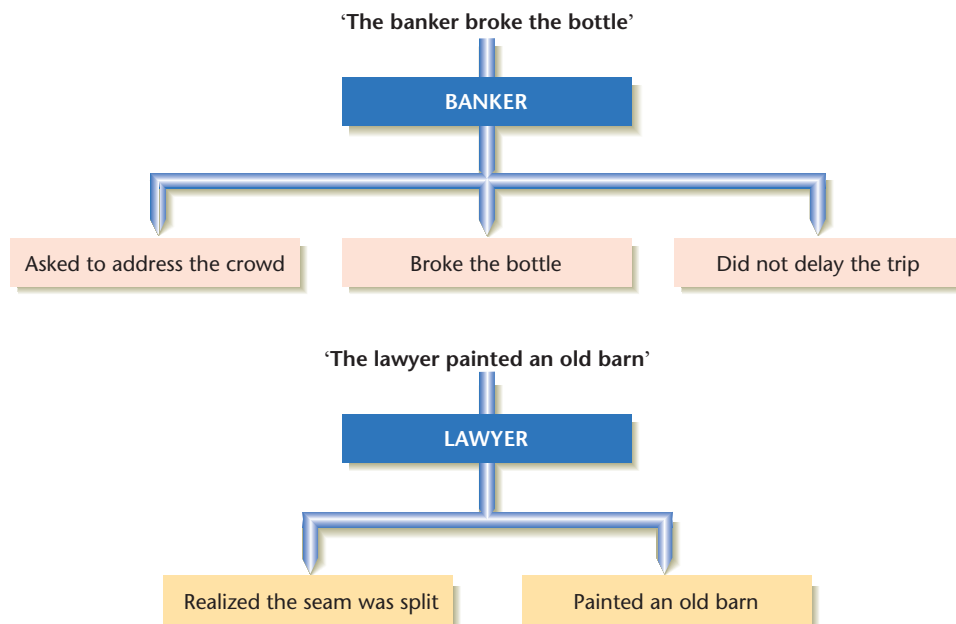 ‘The banker broke the bottle’
BANKER
Asked to address the crowd
Broke the bottle
Did not delay the trip
‘The lawyer painted an old barn’
LAWYER
Realized the seam was split
Painted an old barn